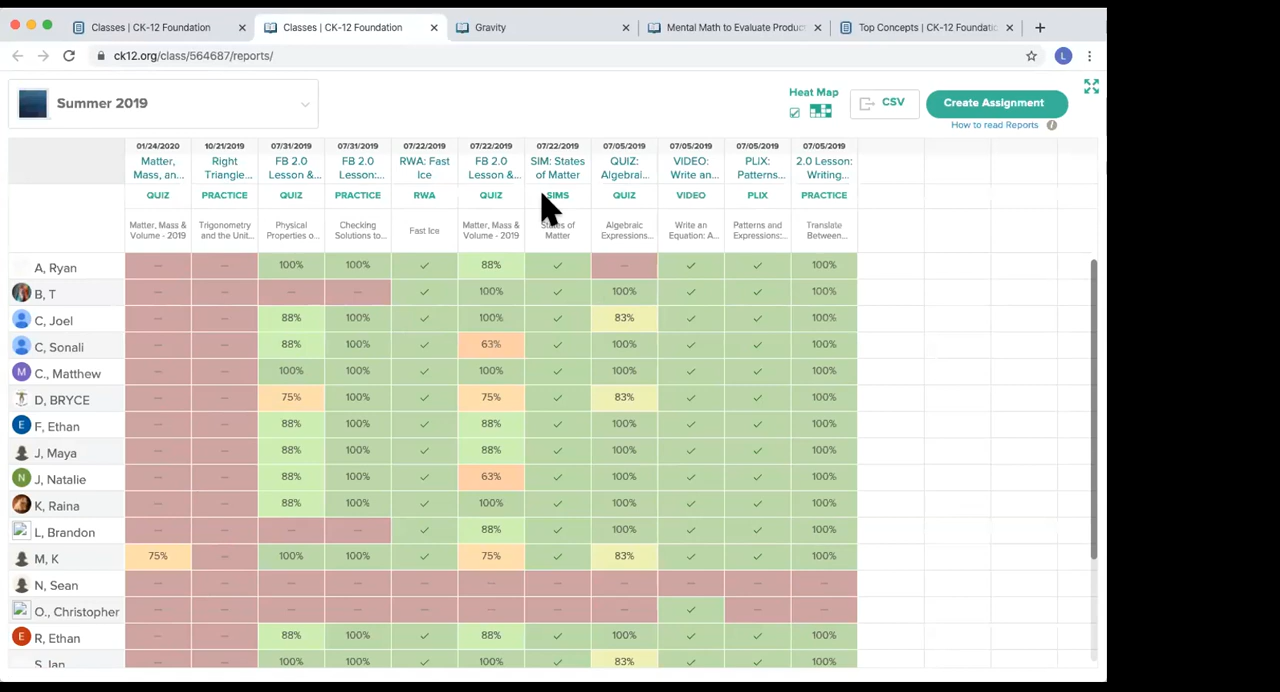 Classes | CK-12 Foundation
Classes | CK-12 Foundation
Gravity
Mental Math to Evaluate Produc
Top Concepts | CK-12 Foundatio
ck12.org/class/564687/reports/
L
Summer 2019
Heat Map
CSV
Create Assignment
How to read Reports i
01/24/2020 10/21/2019 07/31/2019 07/31/2019 07/22/2019 07/22/2019 07/22/2019 07/05/2019 07/05/2019 07/05/2019 07/05/2019
Matter, Right FB 2.0 FB 2.0 RWA: Fast FB 2.0 SIM: States QUIZ: VIDEO: PLIX: 2.0 Lesson:
Mass, an... Triangle... Lesson &... Lesson:... Ice Lesson &... of Matter Algebrai... Write an... Patterns... Writing...
QUIZ PRACTICE QUIZ PRACTICE RWA QUIZ SIMS QUIZ VIDEO PLIX PRACTICE
Matter, Mass & Trigonometry Physical Checking Fast Ice Matter, Mass & States of Algebraic Write an Patterns and Translate
Volume - 2019 and the Unit... Properties o... Solutions to... Volume - 2019 Matter Expressions... Equation: A... Expressions:... Between...
A, Ryan — — 100% 100% ✓ 88% ✓ — ✓ ✓ 100%
B, T — — — — ✓ 100% ✓ 100% ✓ ✓ 100%
C, Joel — — 88% 100% ✓ 100% ✓ 83% ✓ ✓ 100%
C, Sonali — — 88% 100% ✓ 63% ✓ 100% ✓ ✓ 100%
M C., Matthew — — 100% 100% ✓ 100% ✓ 100% ✓ ✓ 100%
D, BRYCE — — 75% 100% ✓ 75% ✓ 83% ✓ ✓ 100%
E F, Ethan — — 88% 100% ✓ 88% ✓ 100% ✓ ✓ 100%
J, Maya — — 88% 100% ✓ 88% ✓ 100% ✓ ✓ 100%
N J, Natalie — — 88% 100% ✓ 63% ✓ 100% ✓ ✓ 100%
K, Raina — — 88% 100% ✓ 100% ✓ 100% ✓ ✓ 100%
L, Brandon — — — — ✓ 88% ✓ 100% ✓ ✓ 100%
M, K 75% — 100% 100% ✓ 75% ✓ 83% ✓ ✓ 100%
N, Sean — — — — — — — — — — —
O., Christopher — — — — — — — — ✓ — —
E R, Ethan — — 88% 100% ✓ 88% ✓ 100% ✓ ✓ 100%
S, Ian — — 100% 100% ✓ 100% ✓ 83% ✓ ✓ 100%